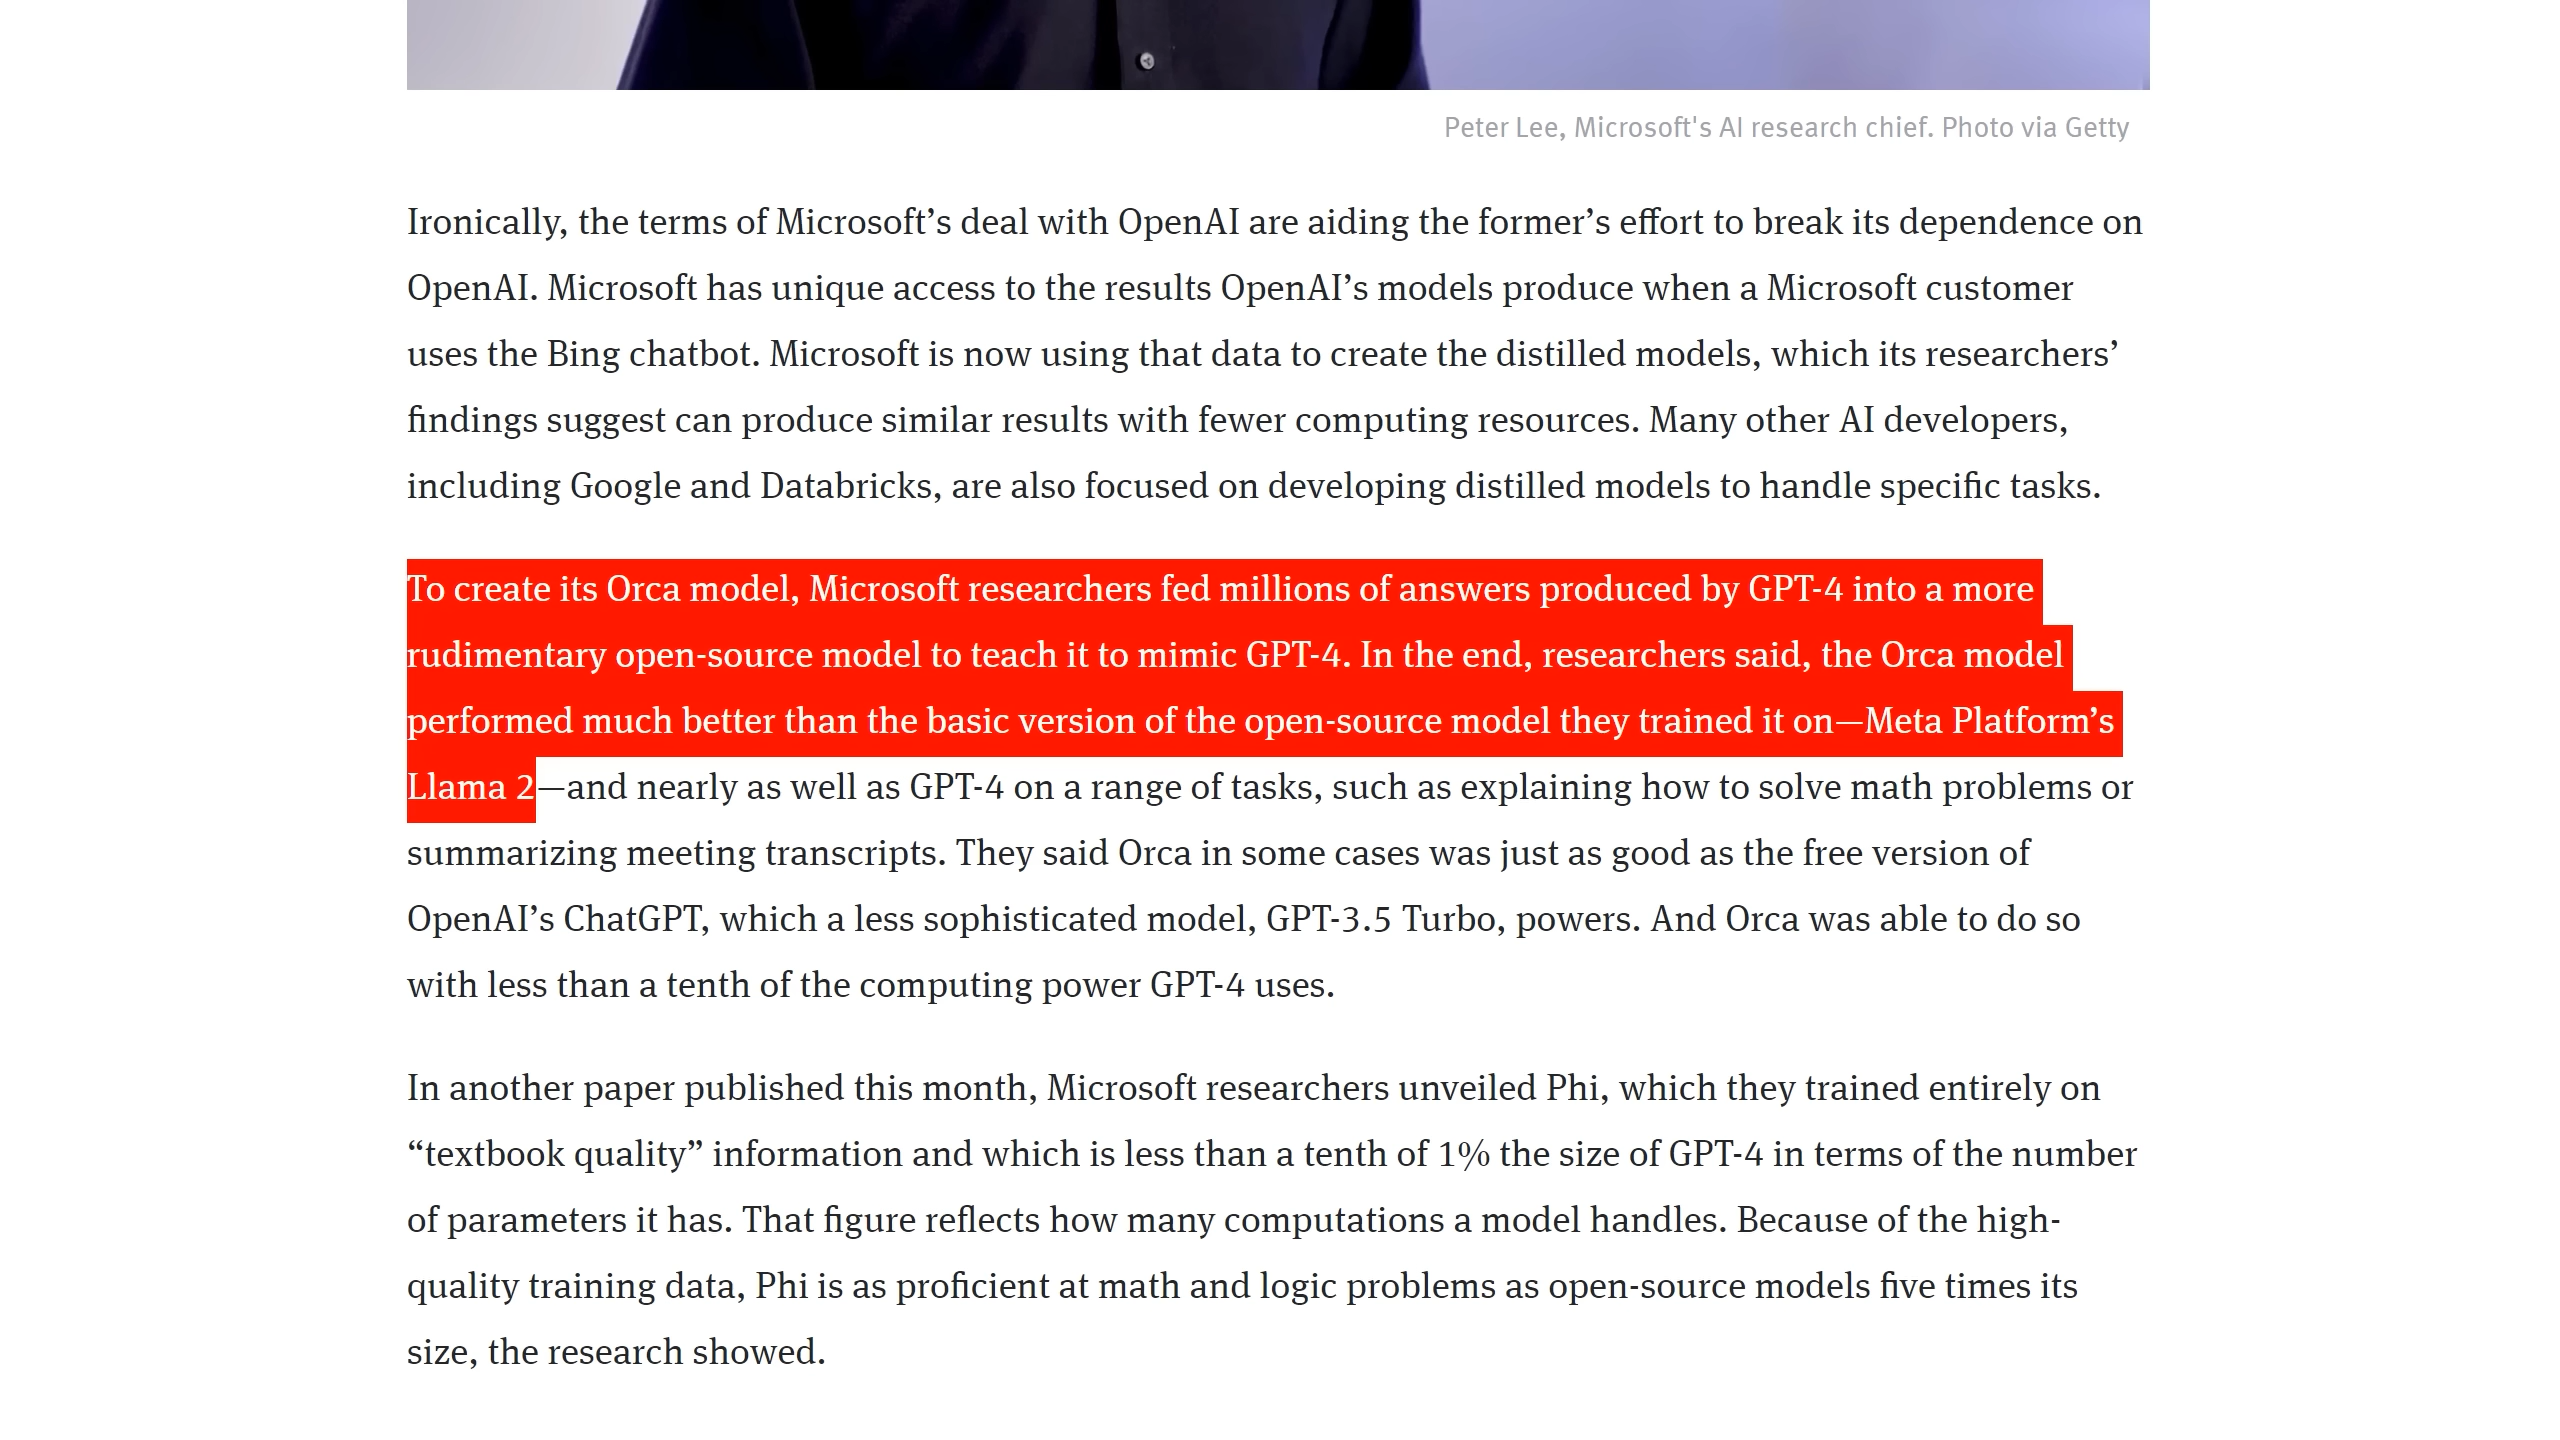 Peter Lee, Microsoft's AI research chief. Photo via Getty
Ironically, the terms of Microsoft’s deal with OpenAI are aiding the former’s effort to break its dependence on
OpenAI. Microsoft has unique access to the results OpenAI’s models produce when a Microsoft customer
uses the Bing chatbot. Microsoft is now using that data to create the distilled models, which its researchers’
findings suggest can produce similar results with fewer computing resources. Many other AI developers,
including Google and Databricks, are also focused on developing distilled models to handle specific tasks.
To create its Orca model, Microsoft researchers fed millions of answers produced by GPT-4 into a more
rudimentary open-source model to teach it to mimic GPT-4. In the end, researchers said, the Orca model
performed much better than the basic version of the open-source model they trained it on—Meta Platform’s
Llama 2—and nearly as well as GPT-4 on a range of tasks, such as explaining how to solve math problems or
summarizing meeting transcripts. They said Orca in some cases was just as good as the free version of
OpenAI’s ChatGPT, which a less sophisticated model, GPT-3.5 Turbo, powers. And Orca was able to do so
with less than a tenth of the computing power GPT-4 uses.
In another paper published this month, Microsoft researchers unveiled Phi, which they trained entirely on
“textbook quality” information and which is less than a tenth of 1% the size of GPT-4 in terms of the number
of parameters it has. That figure reflects how many computations a model handles. Because of the high-
quality training data, Phi is as proficient at math and logic problems as open-source models five times its
size, the research showed.